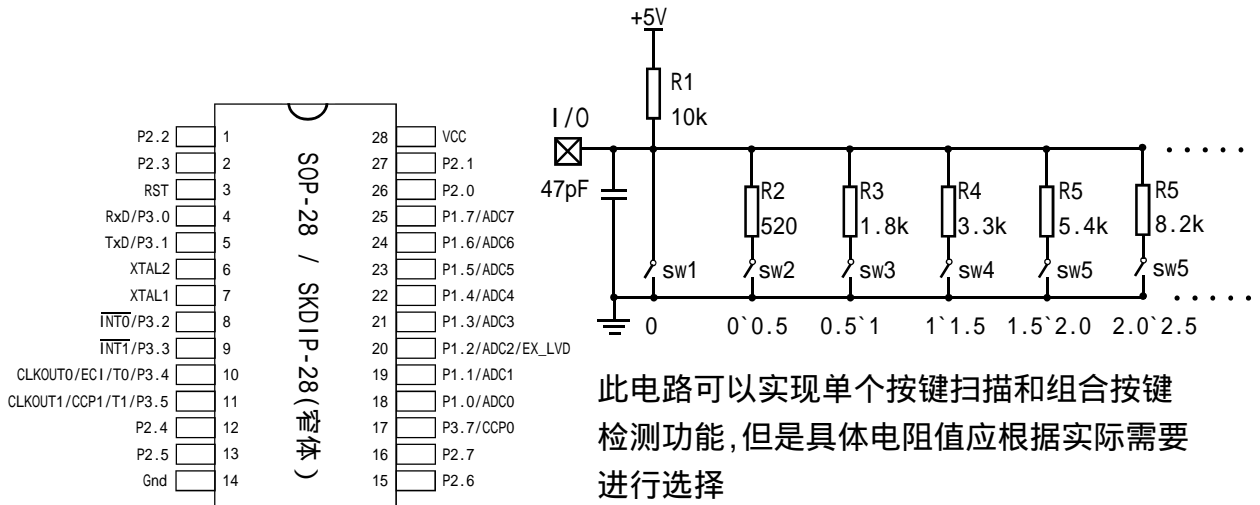 P2.2 1
P2.3 2
RST 3
RxD/P3.0 4
TxD/P3.1 5
XTAL2 6
XTAL1 7
INT0/P3.2 8
INT1/P3.3 9
CLKOUT0/ECI/T0/P3.4 10
CLKOUT1/CCP1/T1/P3.5 11
P2.4 12
P2.5 13
Gnd 14
SOP-28 / SKDIP-28(窄体)
28 VCC
27 P2.1
26 P2.0
25 P1.7/ADC7
24 P1.6/ADC6
23 P1.5/ADC5
22 P1.4/ADC4
21 P1.3/ADC3
20 P1.2/ADC2/EX_LVD
19 P1.1/ADC1
18 P1.0/ADC0
17 P3.7/CCP0
16 P2.7
15 P2.6
+5V
R1
10k
I/O
47pF
R2
520
R3
1.8k
R4
3.3k
R5
5.4k
R5
8.2k
sw1 sw2 sw3 sw4 sw5 sw5
0 0`0.5 0.5`1 1`1.5 1.5`2.0 2.0`2.5
此电路可以实现单个按键扫描和组合按键
检测功能,但是具体电阻值应根据实际需要
进行选择